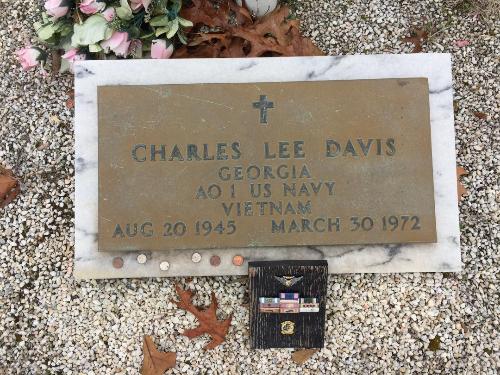 CHARLES LEE DAVIS
GEORGIA
AO 1 US NAVY
VIETNAM
AUG 20 1945 MARCH 30 1972